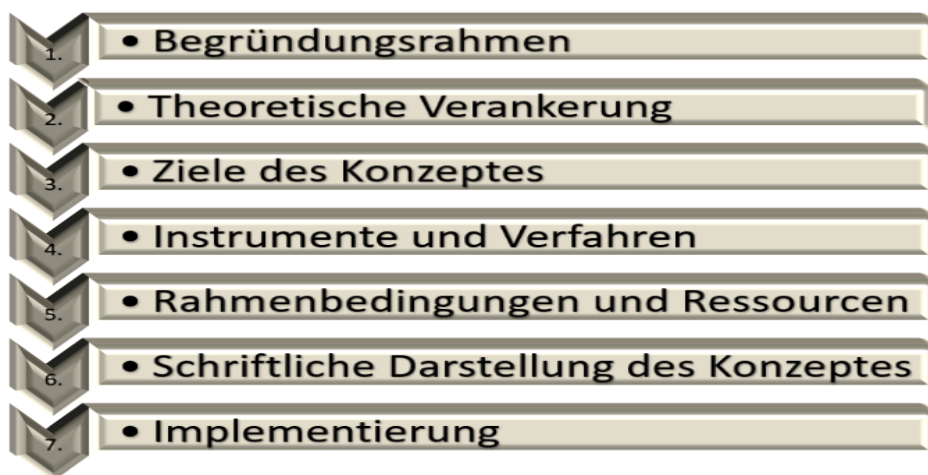 1. • Begründungsrahmen
2. • Theoretische Verankerung
3. • Ziele des Konzeptes
4. • Instrumente und Verfahren
5. • Rahmenbedingungen und Ressourcen
6. • Schriftliche Darstellung des Konzeptes
7. • Implementierung